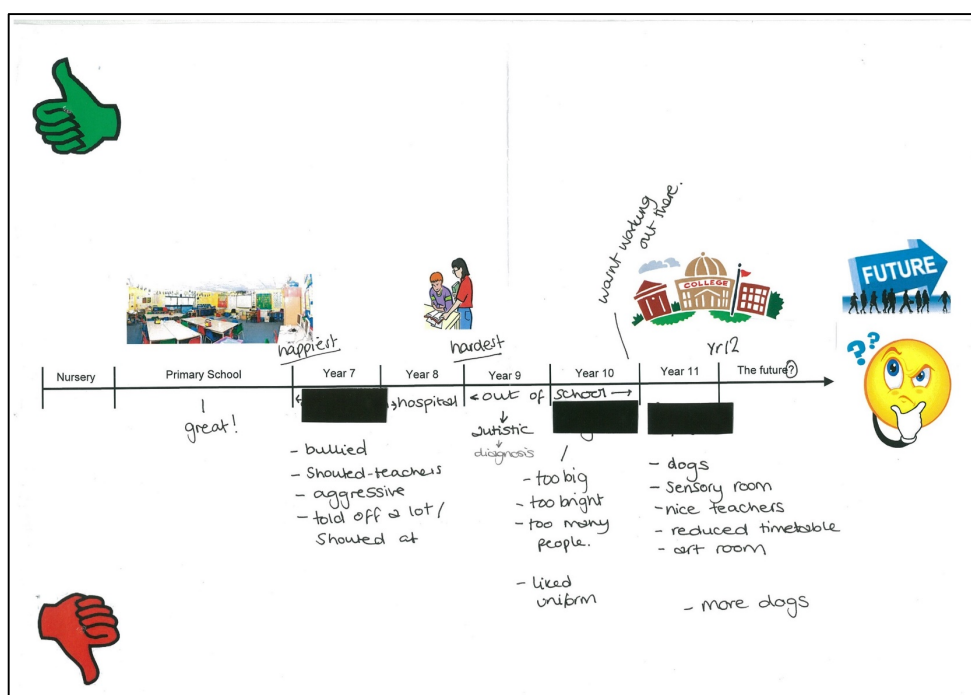 warnt working
out there.
FUTURE
COLLEGE
??
happiest
hardest
yr12
Nursery
Primary School
Year 7
Year 8
Year 9
Year 10
Year 11
The future?
great!
hospital
out of school
autistic
diagnosis
- bullied
- Shouted-teachers
- aggressive
- told off a lot/
Shouted at
- too big
- too bright
- too many
people.
- liked
uniform
- dogs
- Sensory room
- nice teachers
- reduced timetable
- art room
- more dogs